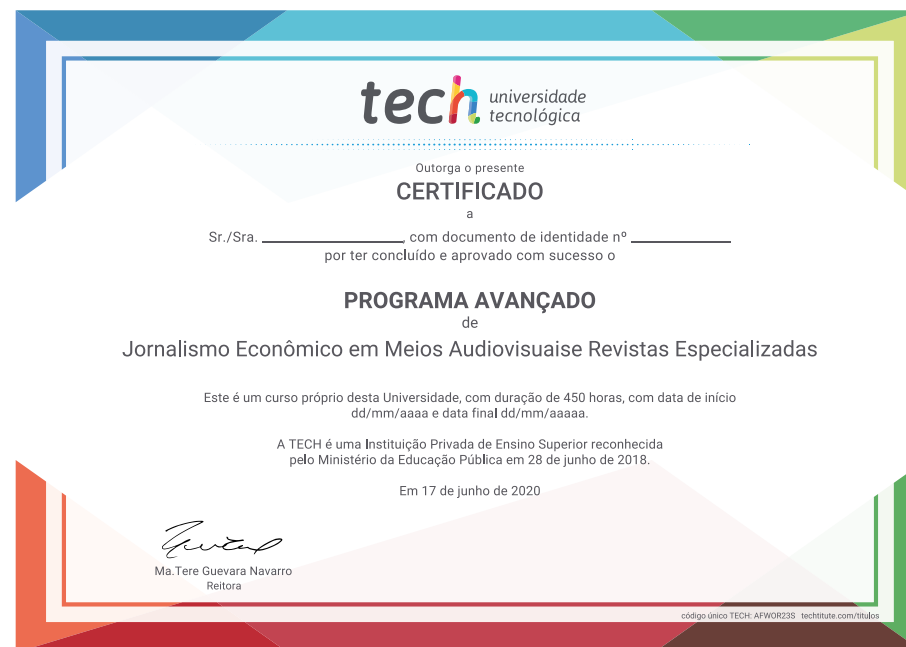 tech universidade
tecnológica
Outorga o presente
CERTIFICADO
a
Sr./Sra. ____________, com documento de identidade nº ____________
por ter concluído e aprovado com sucesso o
PROGRAMA AVANÇADO
de
Jornalismo Econômico em Meios Audiovisuaise Revistas Especializadas
Este é um curso próprio desta Universidade, com duração de 450 horas, com data de início
dd/mm/aaaa e data final dd/mm/aaaaa.
A TECH é uma Instituição Privada de Ensino Superior reconhecida
pelo Ministério da Educação Pública em 28 de junho de 2018.
Em 17 de junho de 2020
Ma.Tere Guevara Navarro
Reitora
código único TECH: AFWOR23S techtitute.com/titulos